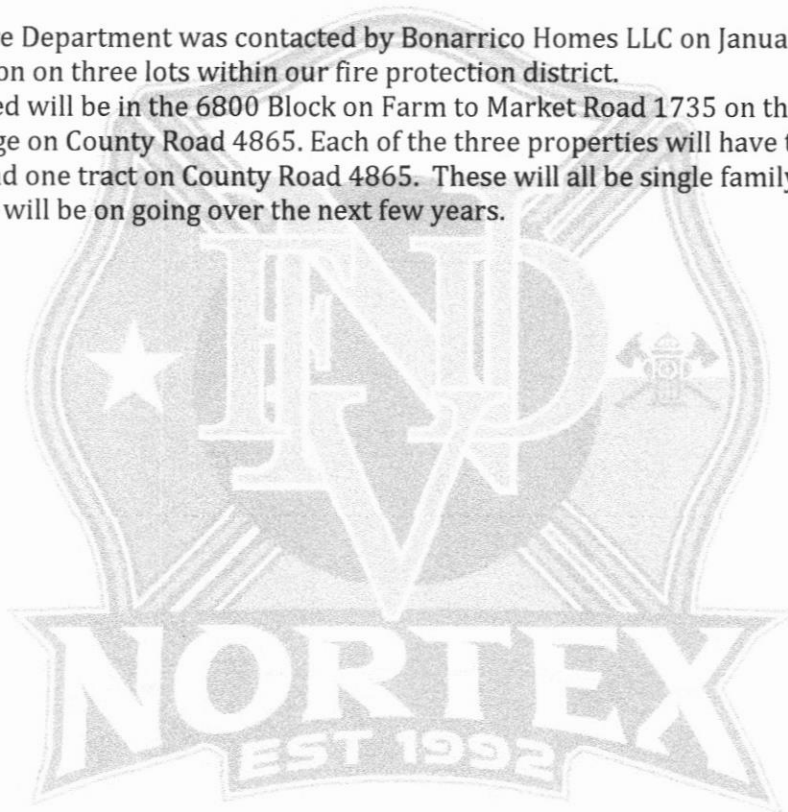 e Department was contacted by Bonarrico Homes LLC on Janua
on on three lots within our fire protection district.
ed will be in the 6800 Block on Farm to Market Road 1735 on th
ge on County Road 4865. Each of the three properties will have t
nd one tract on County Road 4865. These will all be single family
will be on going over the next few years.
NVFD
NORTEX
EST 1992